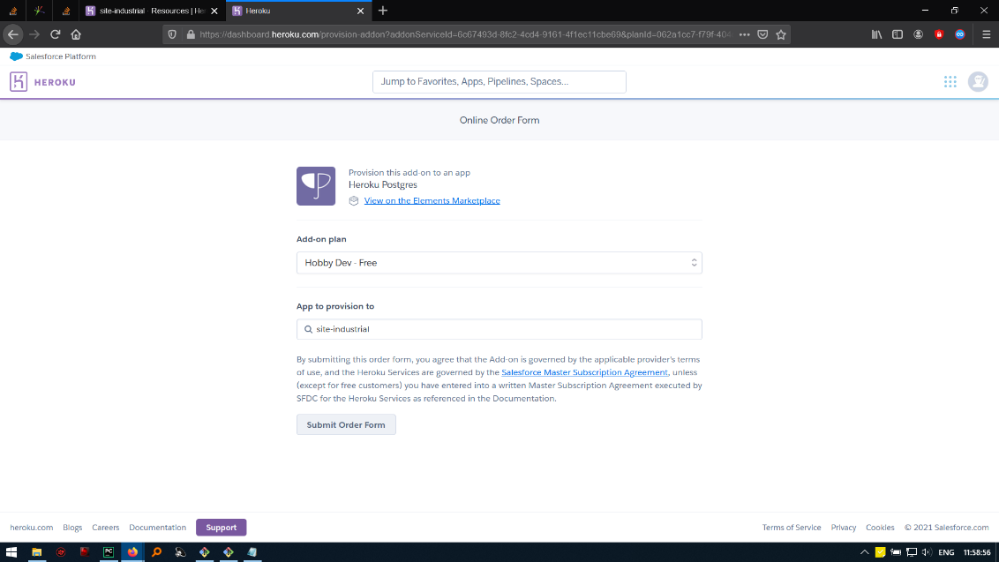 site-industrial · Resources | Her
Heroku
https://dashboard.heroku.com/provision-addon?addonServiceId=6c67493d-8fc2-4cd4-9161-4f1ec11cbe69&planId=062a1cc7-f79f-404
Salesforce Platform
HEROKU
Jump to Favorites, Apps, Pipelines, Spaces...
Online Order Form
Provision this add-on to an app
Heroku Postgres
View on the Elements Marketplace
Add-on plan
Hobby Dev - Free
App to provision to
site-industrial
By submitting this order form, you agree that the Add-on is governed by the applicable provider's terms
of use, and the Heroku Services are governed by the Salesforce Master Subscription Agreement, unless
(except for free customers) you have entered into a written Master Subscription Agreement executed by
SFDC for the Heroku Services as referenced in the Documentation.
Submit Order Form
heroku.com Blogs Careers Documentation Support Terms of Service Privacy Cookies © 2021 Salesforce.com
PC ENG 11:58:56